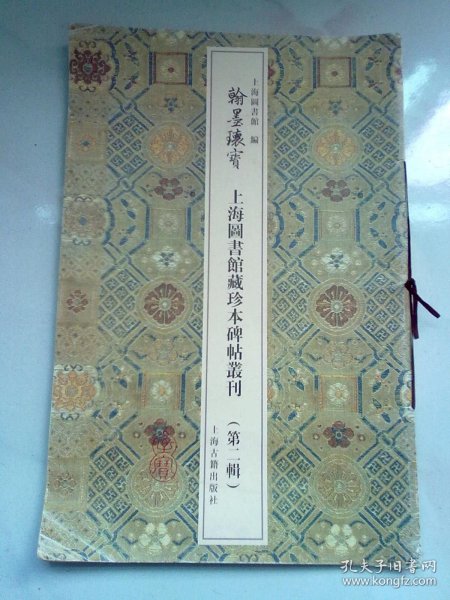 上海圖書館 編
翰墨瓌寶
上海圖書館藏珍本碑帖叢刊（第二輯）
上海古籍出版社
孔夫子旧书网
www.kongfz.com